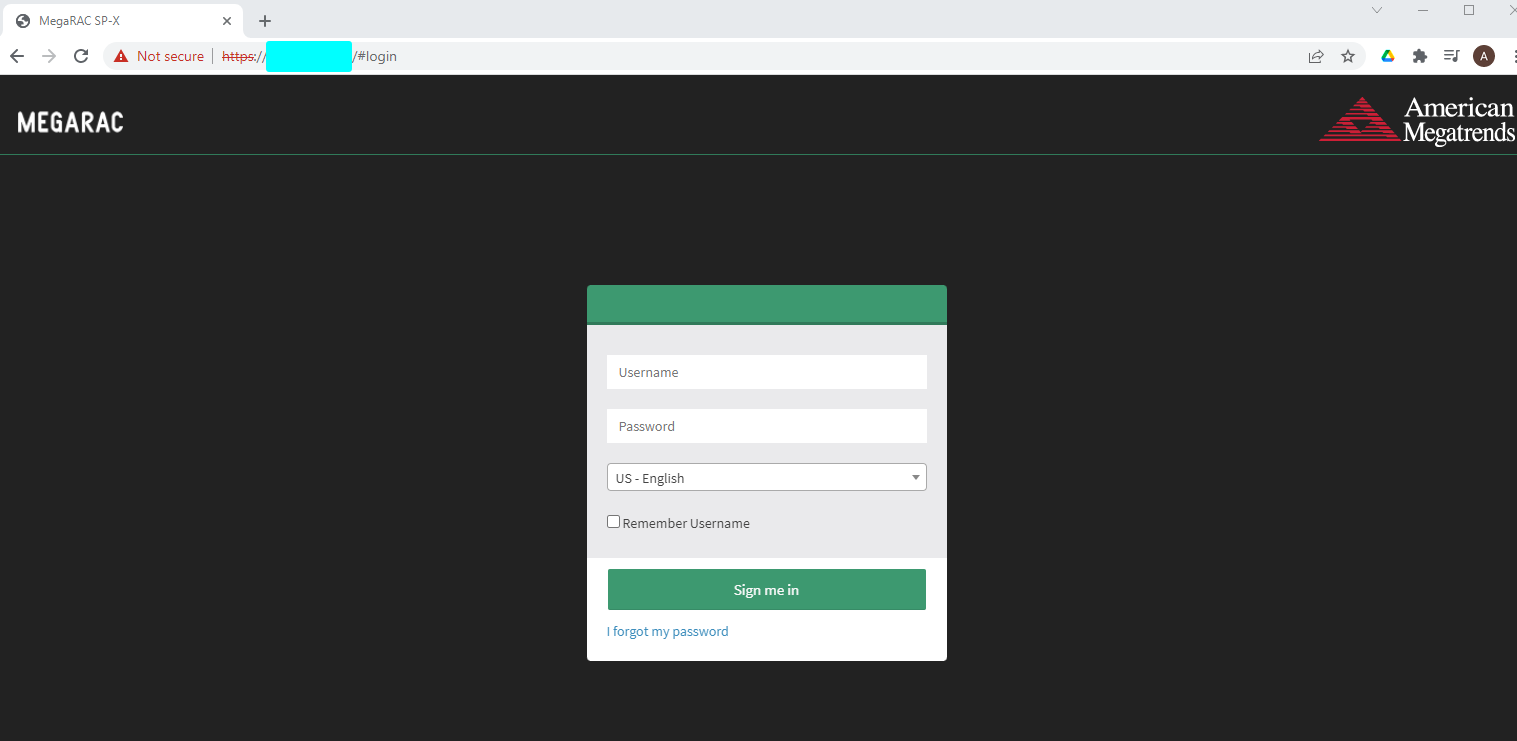 MegaRAC SP-X
Not secure https:// /#login
A
MEGARAC
American
Megatrends
Username
Password
US - English
Remember Username
Sign me in
I forgot my password